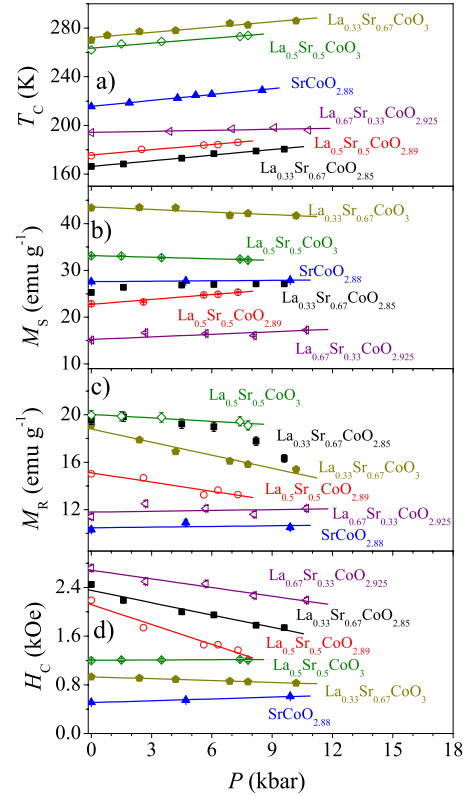 La0.33Sr0.67CoO3
La0.5Sr0.5CoO3
SrCoO2.88
La0.67Sr0.33CoO2.925
La0.5Sr0.5CoO2.89
La0.33Sr0.67CoO2.85
a)
TC (K)
280
240
200
160
La0.33Sr0.67CoO3
La0.5Sr0.5CoO3
SrCoO2.88
La0.33Sr0.67CoO2.85
La0.5Sr0.5CoO2.89
La0.67Sr0.33CoO2.925
b)
MS (emu g-1)
40
30
20
10
c)
La0.5Sr0.5CoO3
La0.33Sr0.67CoO2.85
La0.33Sr0.67CoO3
La0.5Sr0.5CoO2.89
La0.67Sr0.33CoO2.925
SrCoO2.88
MR (emu g-1)
20
16
12
La0.67Sr0.33CoO2.925
La0.33Sr0.67CoO2.85
La0.5Sr0.5CoO2.89
La0.5Sr0.5CoO3
La0.33Sr0.67CoO3
SrCoO2.88
d)
HC (kOe)
2.4
1.6
0.8
0.0
0 3 6 9 12 15 18
P (kbar)